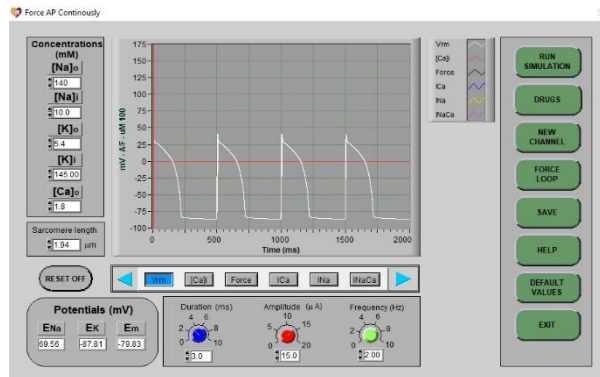 Force AP Continously
Concentrations
(mM)
[Na]o
140
[Na]i
10.0
[K]o
5.4
[K]i
145.00
[Ca]o
1.8
Sarcomere length
1.94 μm
RESET OFF
mV - A/F - uM 100
175
150
125
100
75
50
25
0
-25
-50
-75
-100
0 500 1000 1500 2000
Time (ms)
Vrm
[Ca]i
Force
ICa
INa
INaCa
Vrm [Ca]i Force ICa INa INaCa
Potentials (mV)
ENa EK Em
69.56 -87.81 -79.83
Duration (ms)
4 6
2 8
0 10
3.0
Amplitude (μA)
10
5 15
0 20
15.0
Frequency (Hz)
4 6
2 8
0 10
2.00
RUN
SIMULATION
DRUGS
NEW
CHANNEL
FORCE
LOOP
SAVE
HELP
DEFAULT
VALUES
EXIT